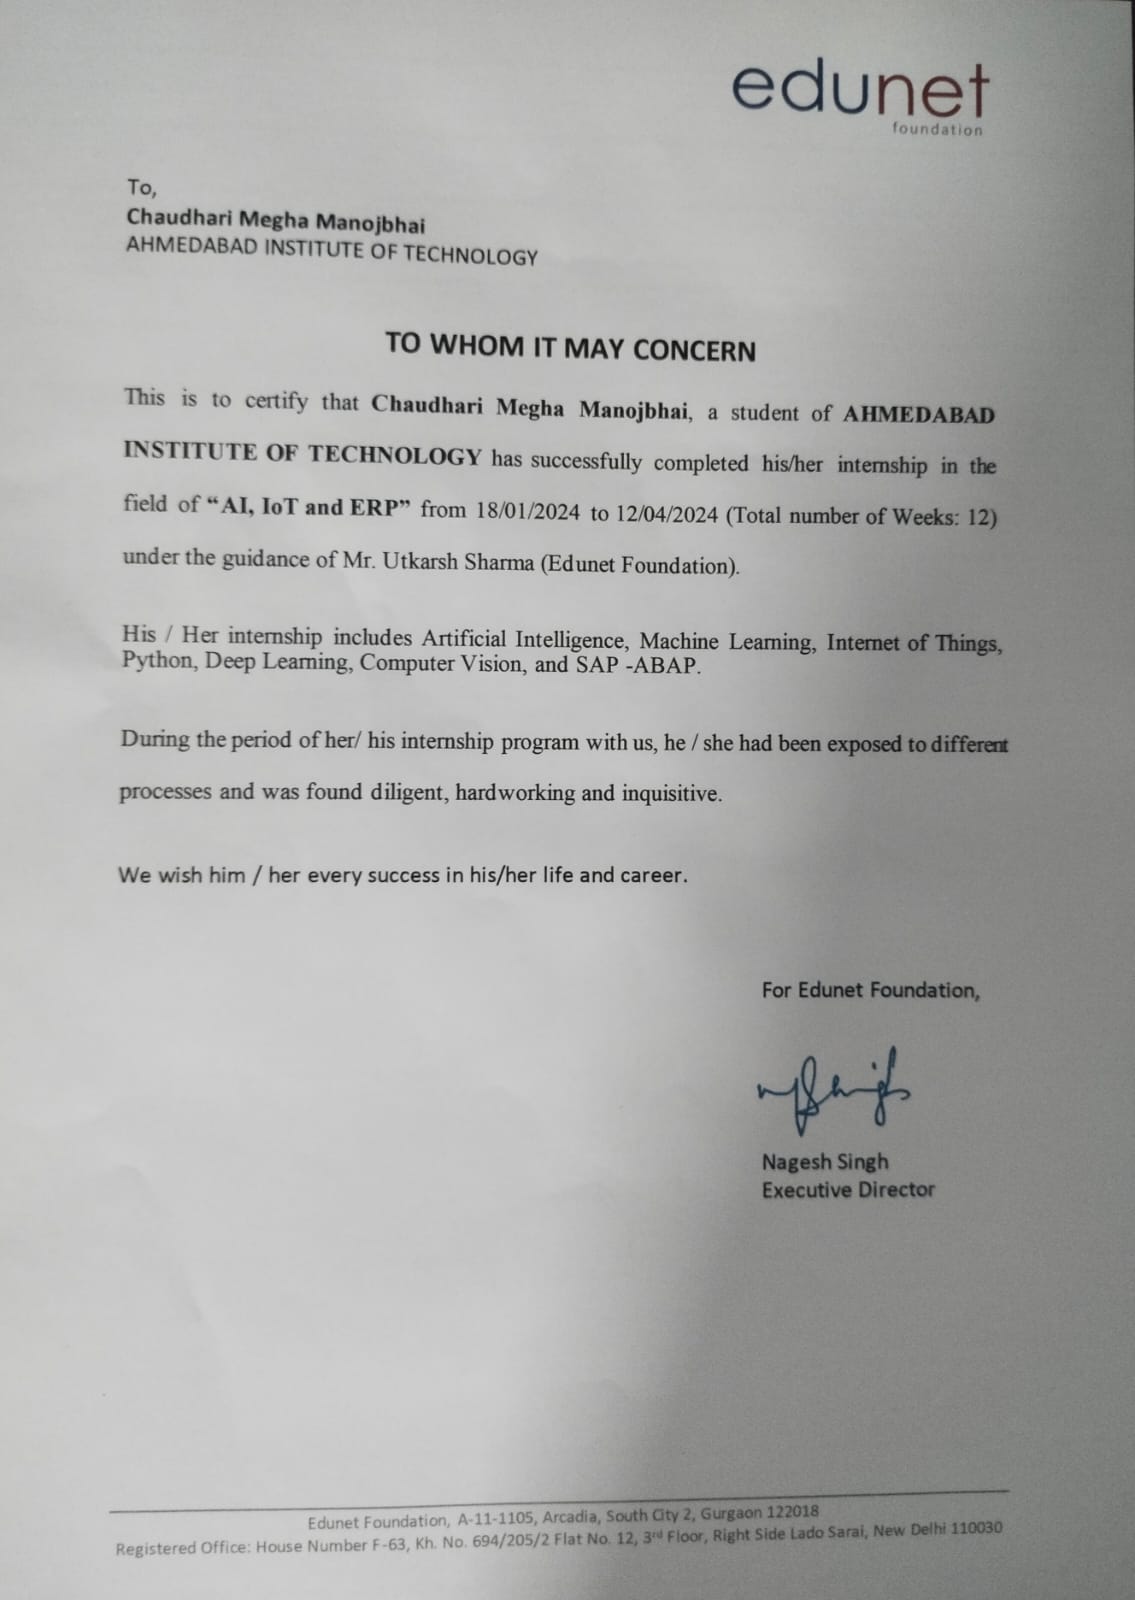 edunet
foundation
To,
Chaudhari Megha Manojbhai
AHMEDABAD INSTITUTE OF TECHNOLOGY
TO WHOM IT MAY CONCERN
This is to certify that Chaudhari Megha Manojbhai, a student of AHMEDABAD
INSTITUTE OF TECHNOLOGY has successfully completed his/her internship in the
field of “AI, IoT and ERP” from 18/01/2024 to 12/04/2024 (Total number of Weeks: 12)
under the guidance of Mr. Utkarsh Sharma (Edunet Foundation).
His / Her internship includes Artificial Intelligence, Machine Learning, Internet of Things,
Python, Deep Learning, Computer Vision, and SAP -ABAP.
During the period of her/ his internship program with us, he / she had been exposed to different
processes and was found diligent, hardworking and inquisitive.
We wish him / her every success in his/her life and career.
For Edunet Foundation,
Nagesh Singh
Executive Director
Edunet Foundation, A-11-1105, Arcadia, South City 2, Gurgaon 122018
Registered Office: House Number F-63, Kh. No. 694/205/2 Flat No. 12, 3rd Floor, Right Side Lado Sarai, New Delhi 110030